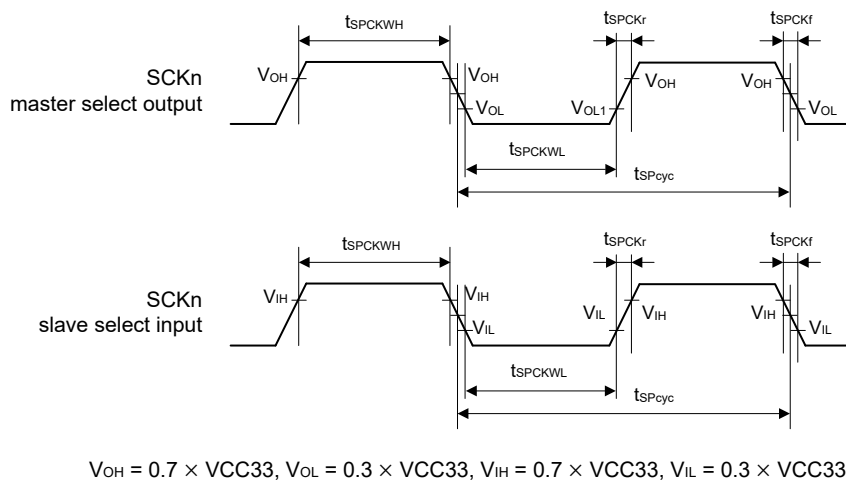 tSPCKWH
tSPCKr
tSPCKf
SCKn
master select output
VOH
VOH
VOL
VOL1
VOH
VOH
VOL
tSPCKWL
tSPcyc
tSPCKWH
tSPCKr
tSPCKf
SCKn
slave select input
VIH
VIH
VIL
VIL
VIH
VIH
VIL
tSPCKWL
tSPcyc
VOH = 0.7 × VCC33, VOL = 0.3 × VCC33, VIH = 0.7 × VCC33, VIL = 0.3 × VCC33